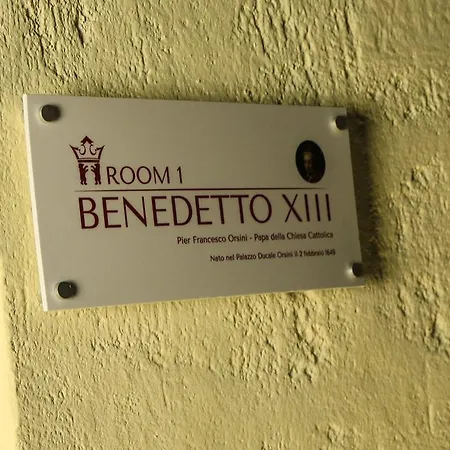 ROOM 1
BENEDETTO XIII
Pier Francesco Orsini - Papa della Chiesa Cattolica
Nato nel Palazzo Ducale Orsini il 2 febbraio 1649